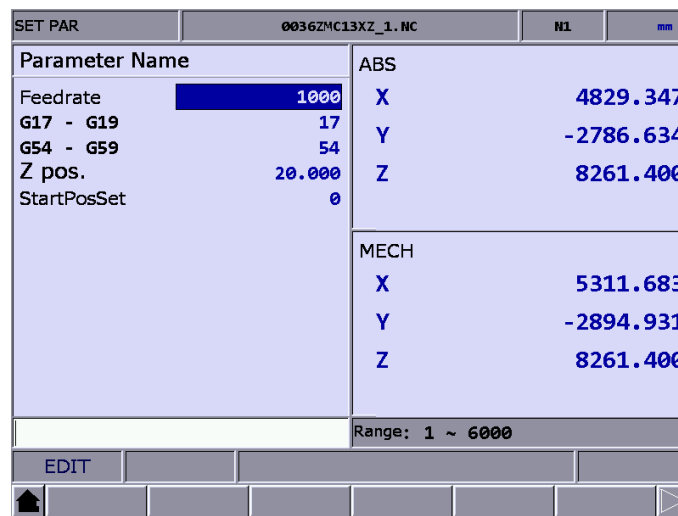 SET PAR 0036ZMC13XZ_1.NC N1 mm
Parameter Name
Feedrate 1000
G17 - G19 17
G54 - G59 54
Z pos. 20.000
StartPosSet 0
ABS
X 4829.347
Y -2786.634
Z 8261.400
MECH
X 5311.683
Y -2894.931
Z 8261.400
Range: 1 ~ 6000
EDIT